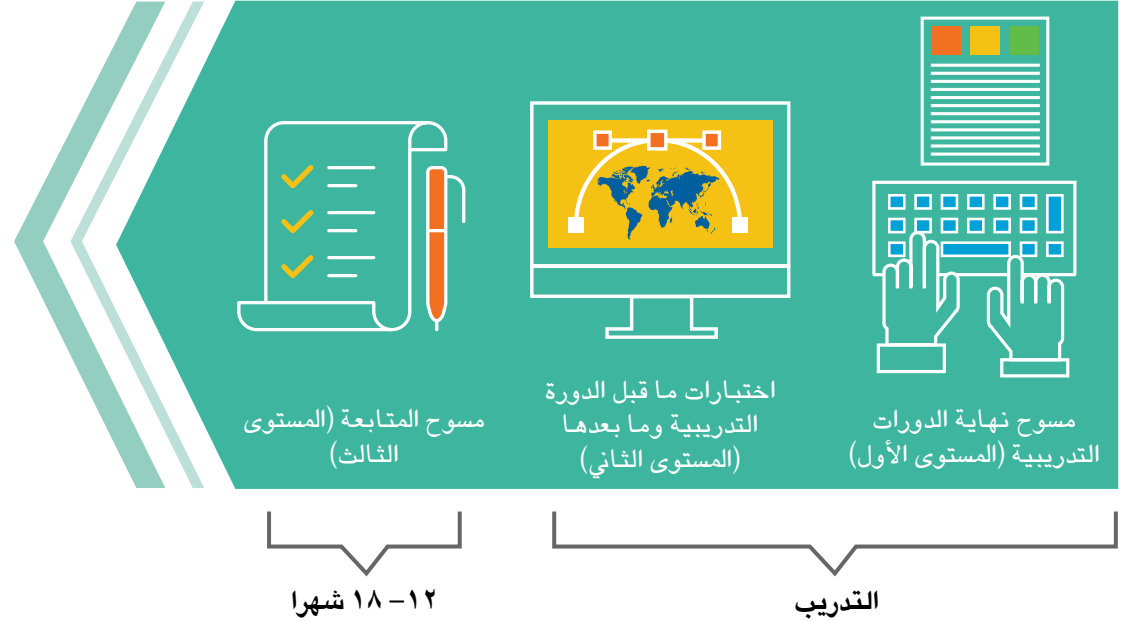 مسوح نهاية الدورات
التدريبية (المستوى الأول)
اختبارات ما قبل الدورة
التدريبية وما بعدها
(المستوى الثاني)
مسوح المتابعة (المستوى
الثالث)
التدريب
١٢– ١٨ شهرا